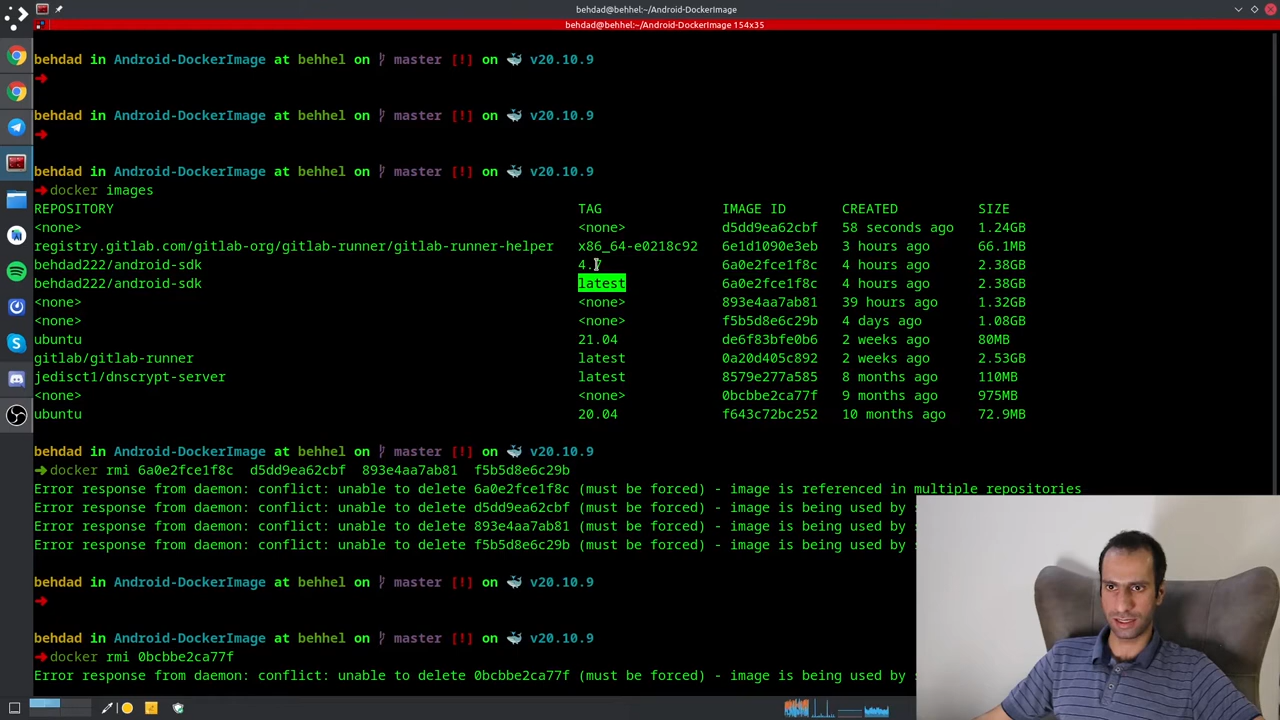 behdad@behhel:~/Android-DockerImage
behdad@behhel:~/Android-DockerImage 154x35
behdad in Android-DockerImage at behhel on master [!] on v20.10.9
behdad in Android-DockerImage at behhel on master [!] on v20.10.9
behdad in Android-DockerImage at behhel on master [!] on v20.10.9
docker images
REPOSITORY TAG IMAGE ID CREATED SIZE
<none> <none> d5dd9ea62cbf 58 seconds ago 1.24GB
registry.gitlab.com/gitlab-org/gitlab-runner/gitlab-runner-helper x86_64-e0218c92 6e1d1090e3eb 3 hours ago 66.1MB
behdad222/android-sdk 6a0e2fce1f8c 4 hours ago 2.38GB
behdad222/android-sdk latest 6a0e2fce1f8c 4 hours ago 2.38GB
<none> <none> 893e4aa7ab81 39 hours ago 1.32GB
<none> <none> f5b5d8e6c29b 4 days ago 1.08GB
ubuntu 21.04 de6f83bfe0b6 2 weeks ago 80MB
gitlab/gitlab-runner latest 0a20d405c892 2 weeks ago 2.53GB
jedisct1/dnscrypt-server latest 8579e277a585 8 months ago 110MB
<none> <none> 0bcbbe2ca77f 9 months ago 975MB
ubuntu 20.04 f643c72bc252 10 months ago 72.9MB
behdad in Android-DockerImage at behhel on master [!] on v20.10.9
docker rmi 6a0e2fce1f8c d5dd9ea62cbf 893e4aa7ab81 f5b5d8e6c29b
Error response from daemon: conflict: unable to delete 6a0e2fce1f8c (must be forced) - image is referenced in multiple repositories
Error response from daemon: conflict: unable to delete d5dd9ea62cbf (must be forced) - image is being used by
Error response from daemon: conflict: unable to delete 893e4aa7ab81 (must be forced) - image is being used by
Error response from daemon: conflict: unable to delete f5b5d8e6c29b (must be forced) - image is being used by
behdad in Android-DockerImage at behhel on master [!] on v20.10.9
behdad in Android-DockerImage at behhel on master [!] on v20.10.9
docker rmi 0bcbbe2ca77f
Error response from daemon: conflict: unable to delete 0bcbbe2ca77f (must be forced) - image is being used by